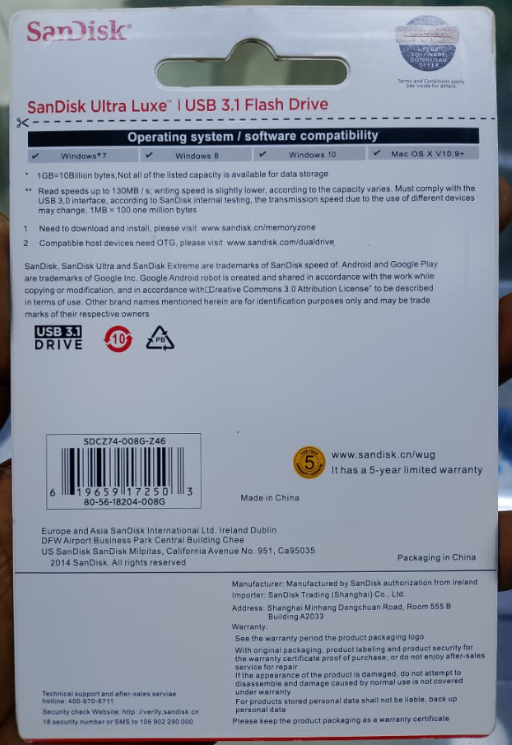 SanDisk®
5 YEAR
SOFTWARE
DOWNLOAD
OFFER
Terms and Conditions apply
See inside for details.
SanDisk Ultra Luxe™ | USB 3.1 Flash Drive
Operating system / software compatibility
✓ Windows®7 ✓ Windows 8 ✓ Windows 10 ✓ Mac OS X V10.9+
* 1GB=10Billion bytes,Not all of the listed capacity is available for data storage
** Read speeds up to 130MB / s; writing speed is slightly lower, according to the capacity varies. Must comply with the
USB 3,0 interface, according to SanDisk internal testing, the transmission speed due to the use of different devices
may change. 1MB = 100 one million bytes
1 Need to download and install, please visit www.sandisk.cn/memoryzone
2 Compatible host devices need OTG, please visit www.sandisk.com/dualdrive
SanDisk, SanDisk Ultra and SanDisk Extreme are trademarks of SanDisk speed of. Android and Google Play
are trademarks of Google Inc. Google Android robot is created and shared in accordance with the work while
copying or modification, and in accordance with□Creative Commons 3.0 Attribution License" to be described
in terms of use. Other brand names mentioned herein are for identification purposes only and may be trade
marks of their respective owners
USB 3.1
DRIVE
10
PB
SDCZ74-008G-Z46
6 19659 17250 3
80-56-18204-008G
5
www.sandisk.cn/wug
It has a 5-year limited warranty
Made in China
Europe and Asia SanDisk International Ltd. Ireland Dublin
DFW Airport Business Park Central Building Chee
US SanDisk SanDisk Milpitas, California Avenue No. 951, Ca95035
2014 SanDisk. All rights reserved
Packaging in China
Manufacturer: Manufactured by SanDisk authorization from Ireland
Importer: SanDisk Trading (Shanghai) Co., Ltd.
Address: Shanghai Minhang Dongchuan Road, Room 555 B
Building A2033
Warranty:
See the warranty period the product packaging logo
With original packaging, product labeling and product security for
the warranty certificate proof of purchase, or do not enjoy after-sales
service for repair
If the appearance of the product is damaged, do not attempt to
disassemble and damage caused by normal use is not covered
under warranty
For products stored personal data shall not be liable, back up
personal data
Please keep the product packaging as a warranty certificate
Technical support and after-sales serviae
hotline: 400-670-8711
Security check Website: http: //verify.sandisk.cn
18 security number or SMS to 106 902 290 000